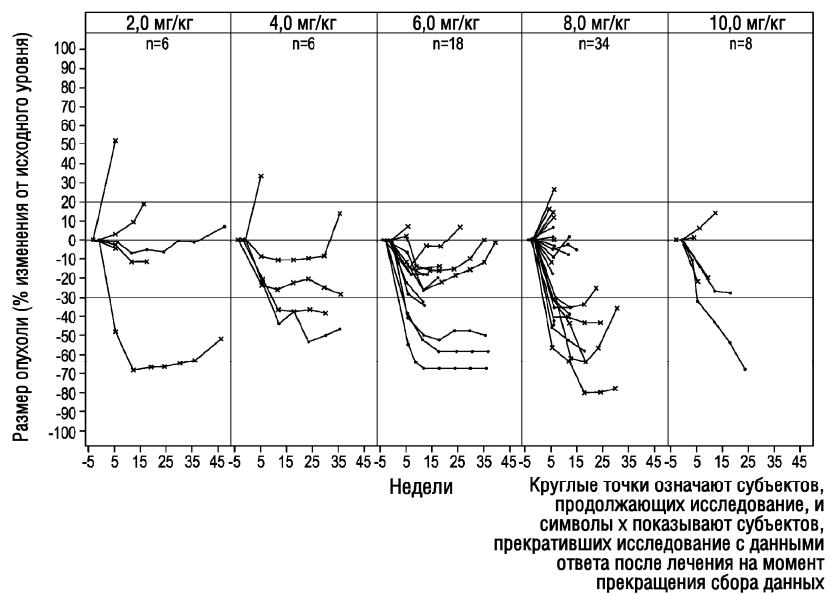 2,0 мг/кг 4,0 мг/кг 6,0 мг/кг 8,0 мг/кг 10,0 мг/кг
n=6 n=6 n=18 n=34 n=8
Размер опухоли (% изменения от исходного уровня)
100
90
80
70
60
50
40
30
20
10
0
-10
-20
-30
-40
-50
-60
-70
-80
-90
-100
-5 5 15 25 35 45 -5 5 15 25 35 45 -5 5 15 25 35 45 -5 5 15 25 35 45 -5 5 15 25 35 45
Недели
Круглые точки означают субъектов,
продолжающих исследование, и
символы x показывают субъектов,
прекративших исследование с данными
ответа после лечения на момент
прекращения сбора данных